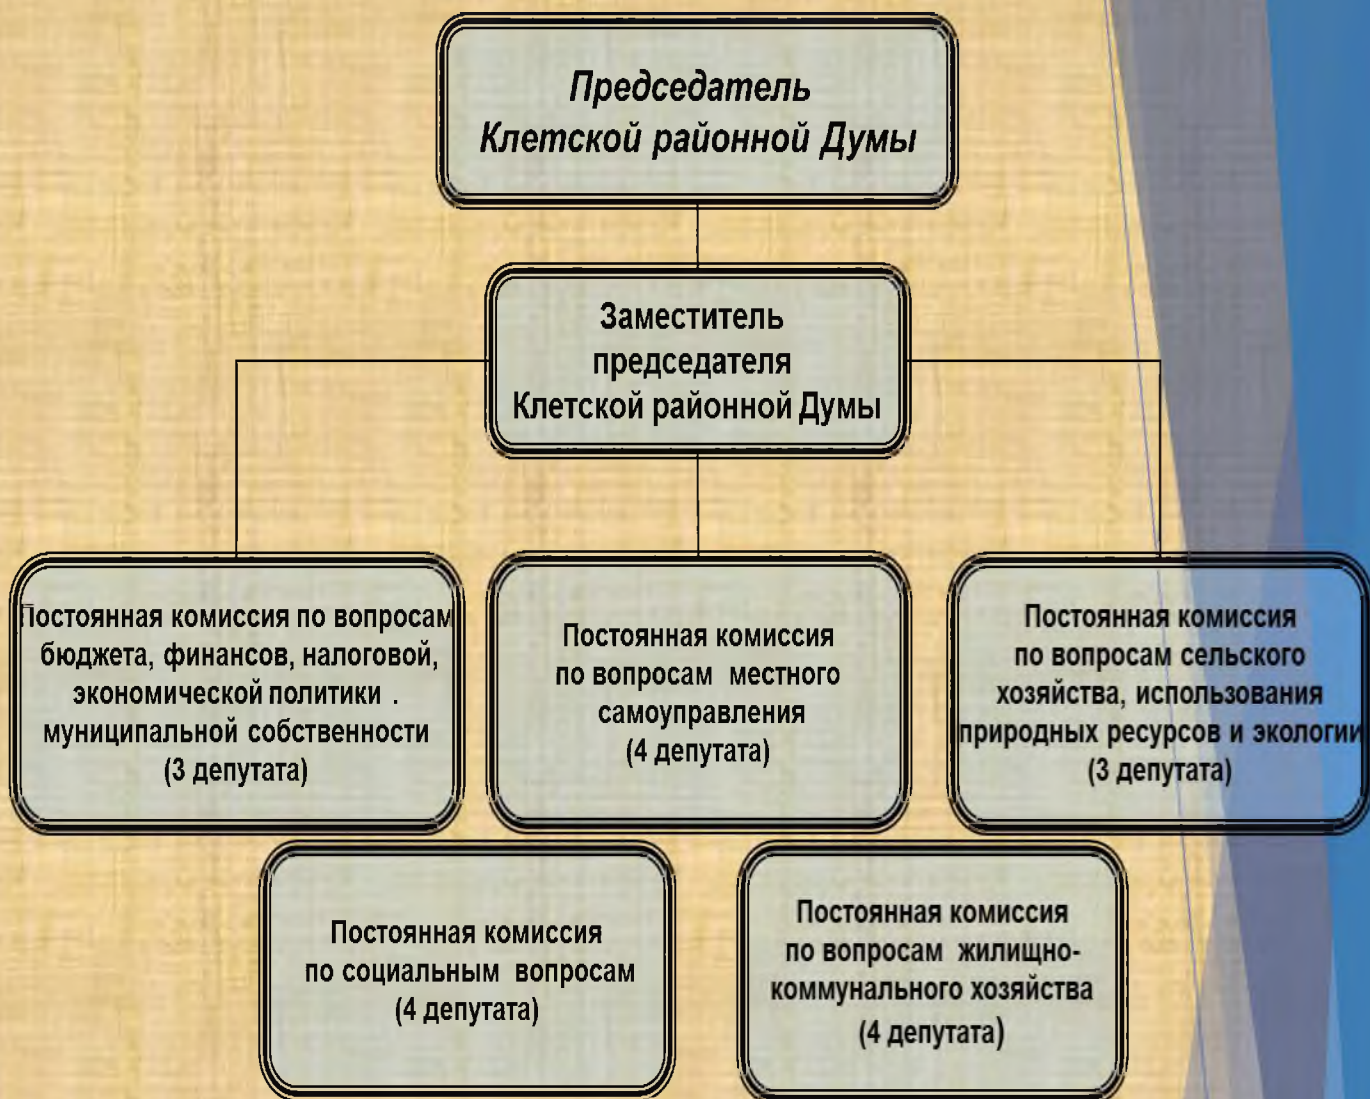 Председатель
Клетской районной Думы
Заместитель
председателя
Клетской районной Думы
Постоянная комиссия по вопросам
бюджета, финансов, налоговой,
экономической политики .
муниципальной собственности
(3 депутата)
Постоянная комиссия
по вопросам местного
самоуправления
(4 депутата)
Постоянная комиссия
по вопросам сельского
хозяйства, использования
природных ресурсов и экологии
(3 депутата)
Постоянная комиссия
по социальным вопросам
(4 депутата)
Постоянная комиссия
по вопросам жилищно-
коммунального хозяйства
(4 депутата)